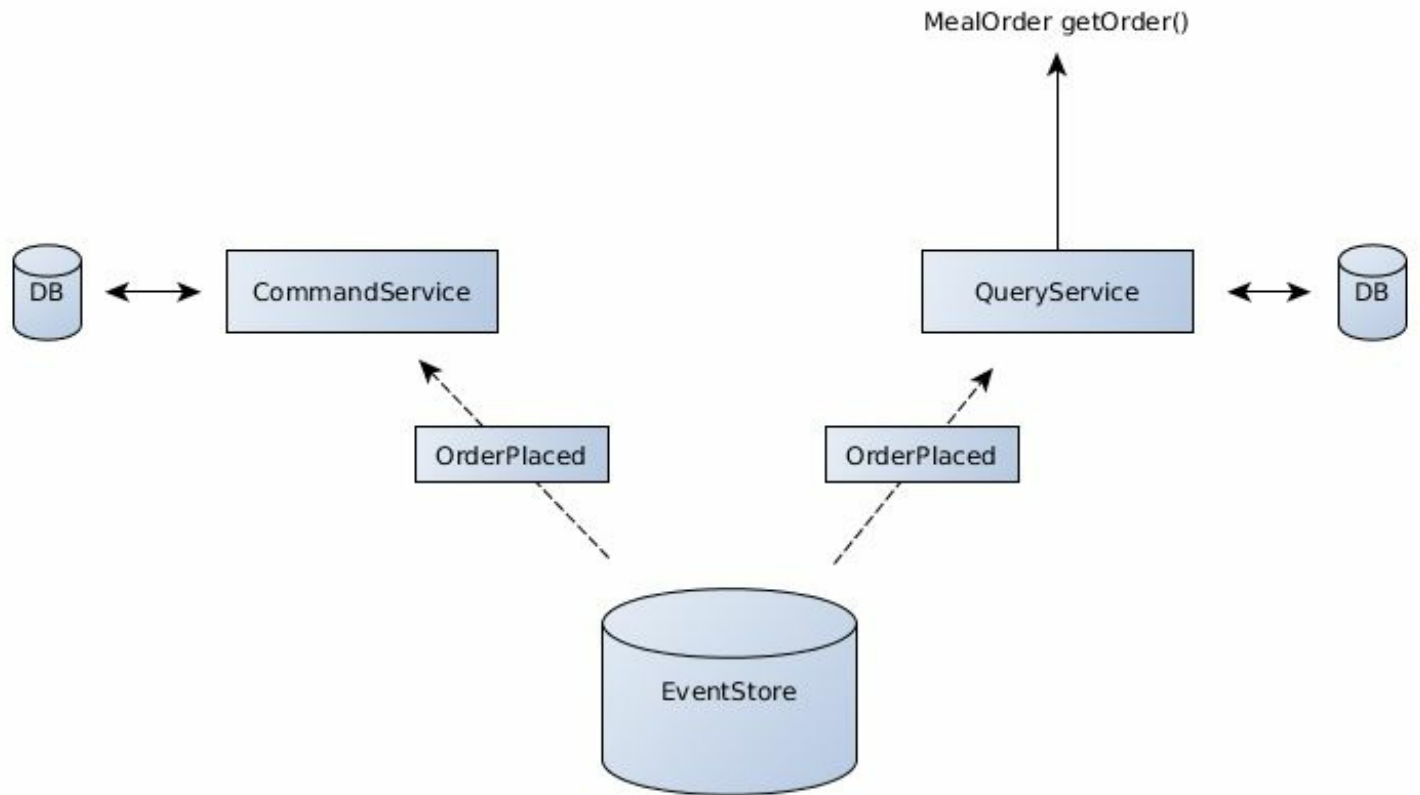 MealOrder getOrder()
DB
CommandService
QueryService
DB
OrderPlaced
OrderPlaced
EventStore